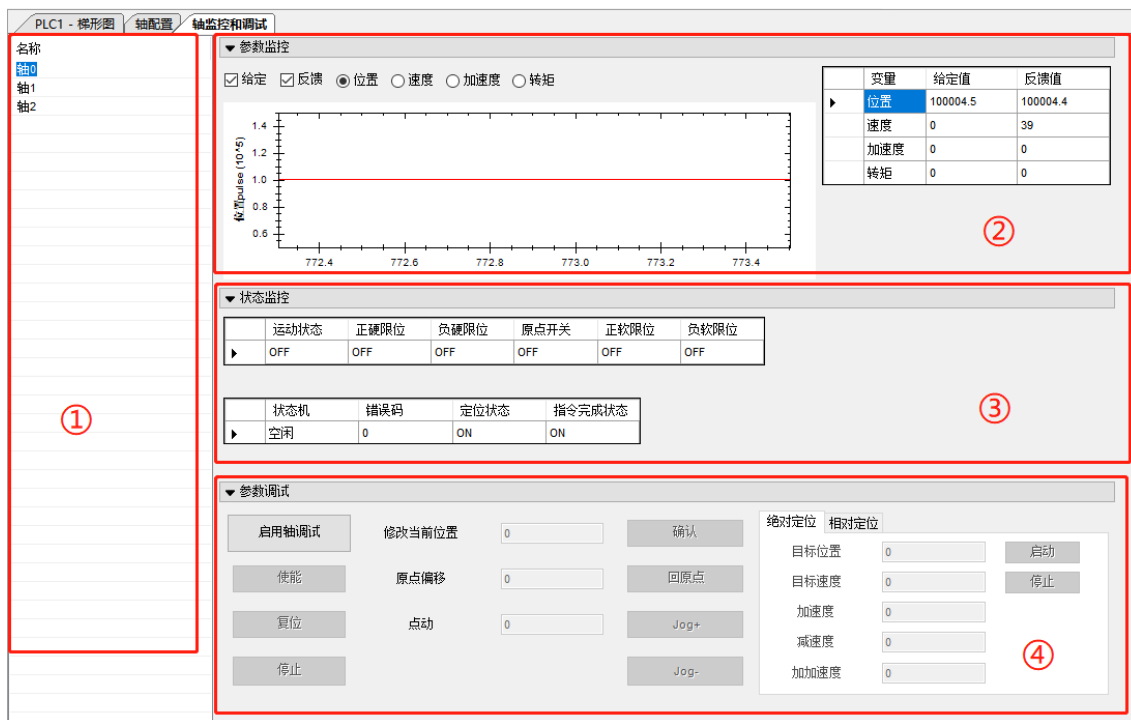 PLC1 - 梯形图 轴配置 轴监控和调试
名称
轴0
轴1
轴2
①
参数监控
给定 反馈 位置 速度 加速度 转矩
位置pulse (10^5)
1.4
1.2
1.0
0.8
0.6
772.4 772.6 772.8 773.0 773.2 773.4
变量 给定值 反馈值
位置 100004.5 100004.4
速度 0 39
加速度 0 0
转矩 0 0
②
状态监控
运动状态 正硬限位 负硬限位 原点开关 正软限位 负软限位
OFF OFF OFF OFF OFF OFF
状态机 错误码 定位状态 指令完成状态
空闲 0 ON ON
③
参数调试
启用轴调试 修改当前位置 0 确认
使能 原点偏移 0 回原点
复位 点动 0 Jog+
停止 Jog-
绝对定位 相对定位
目标位置 0 启动
目标速度 0 停止
加速度 0
减速度 0
加加速度 0
④